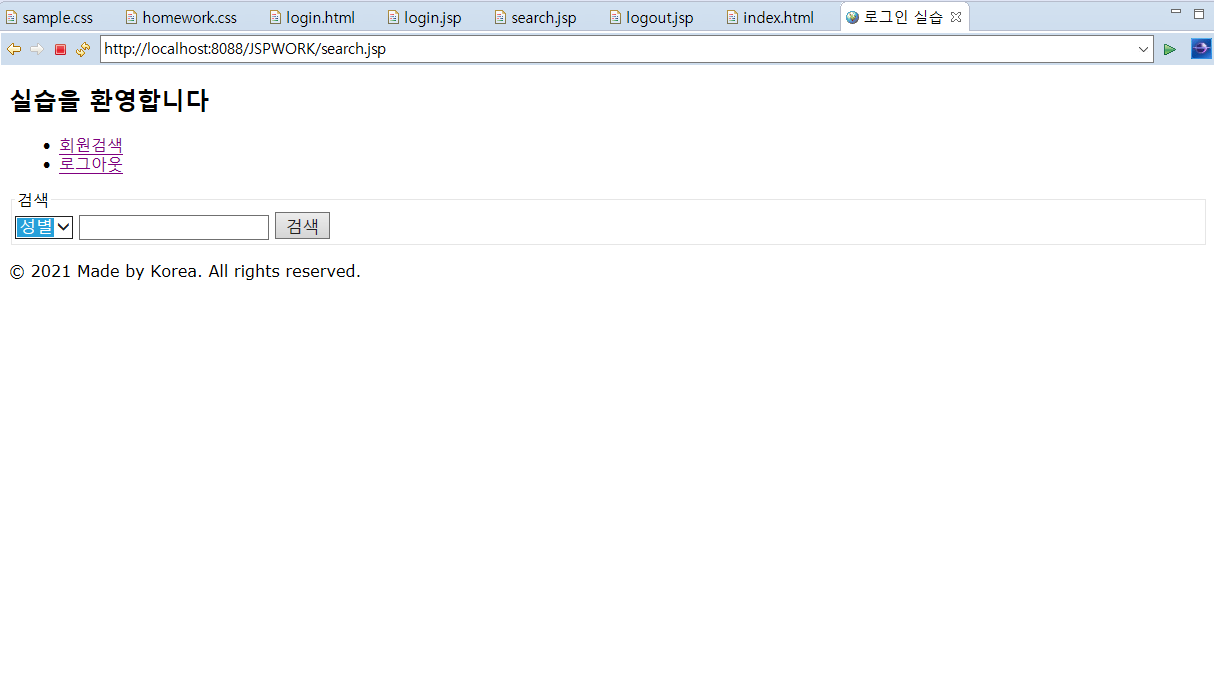 sample.css homework.css login.html login.jsp search.jsp logout.jsp index.html 로그인 실습
http://localhost:8088/JSPWORK/search.jsp
실습을 환영합니다
회원검색
로그아웃
검색
성별 검색
© 2021 Made by Korea. All rights reserved.